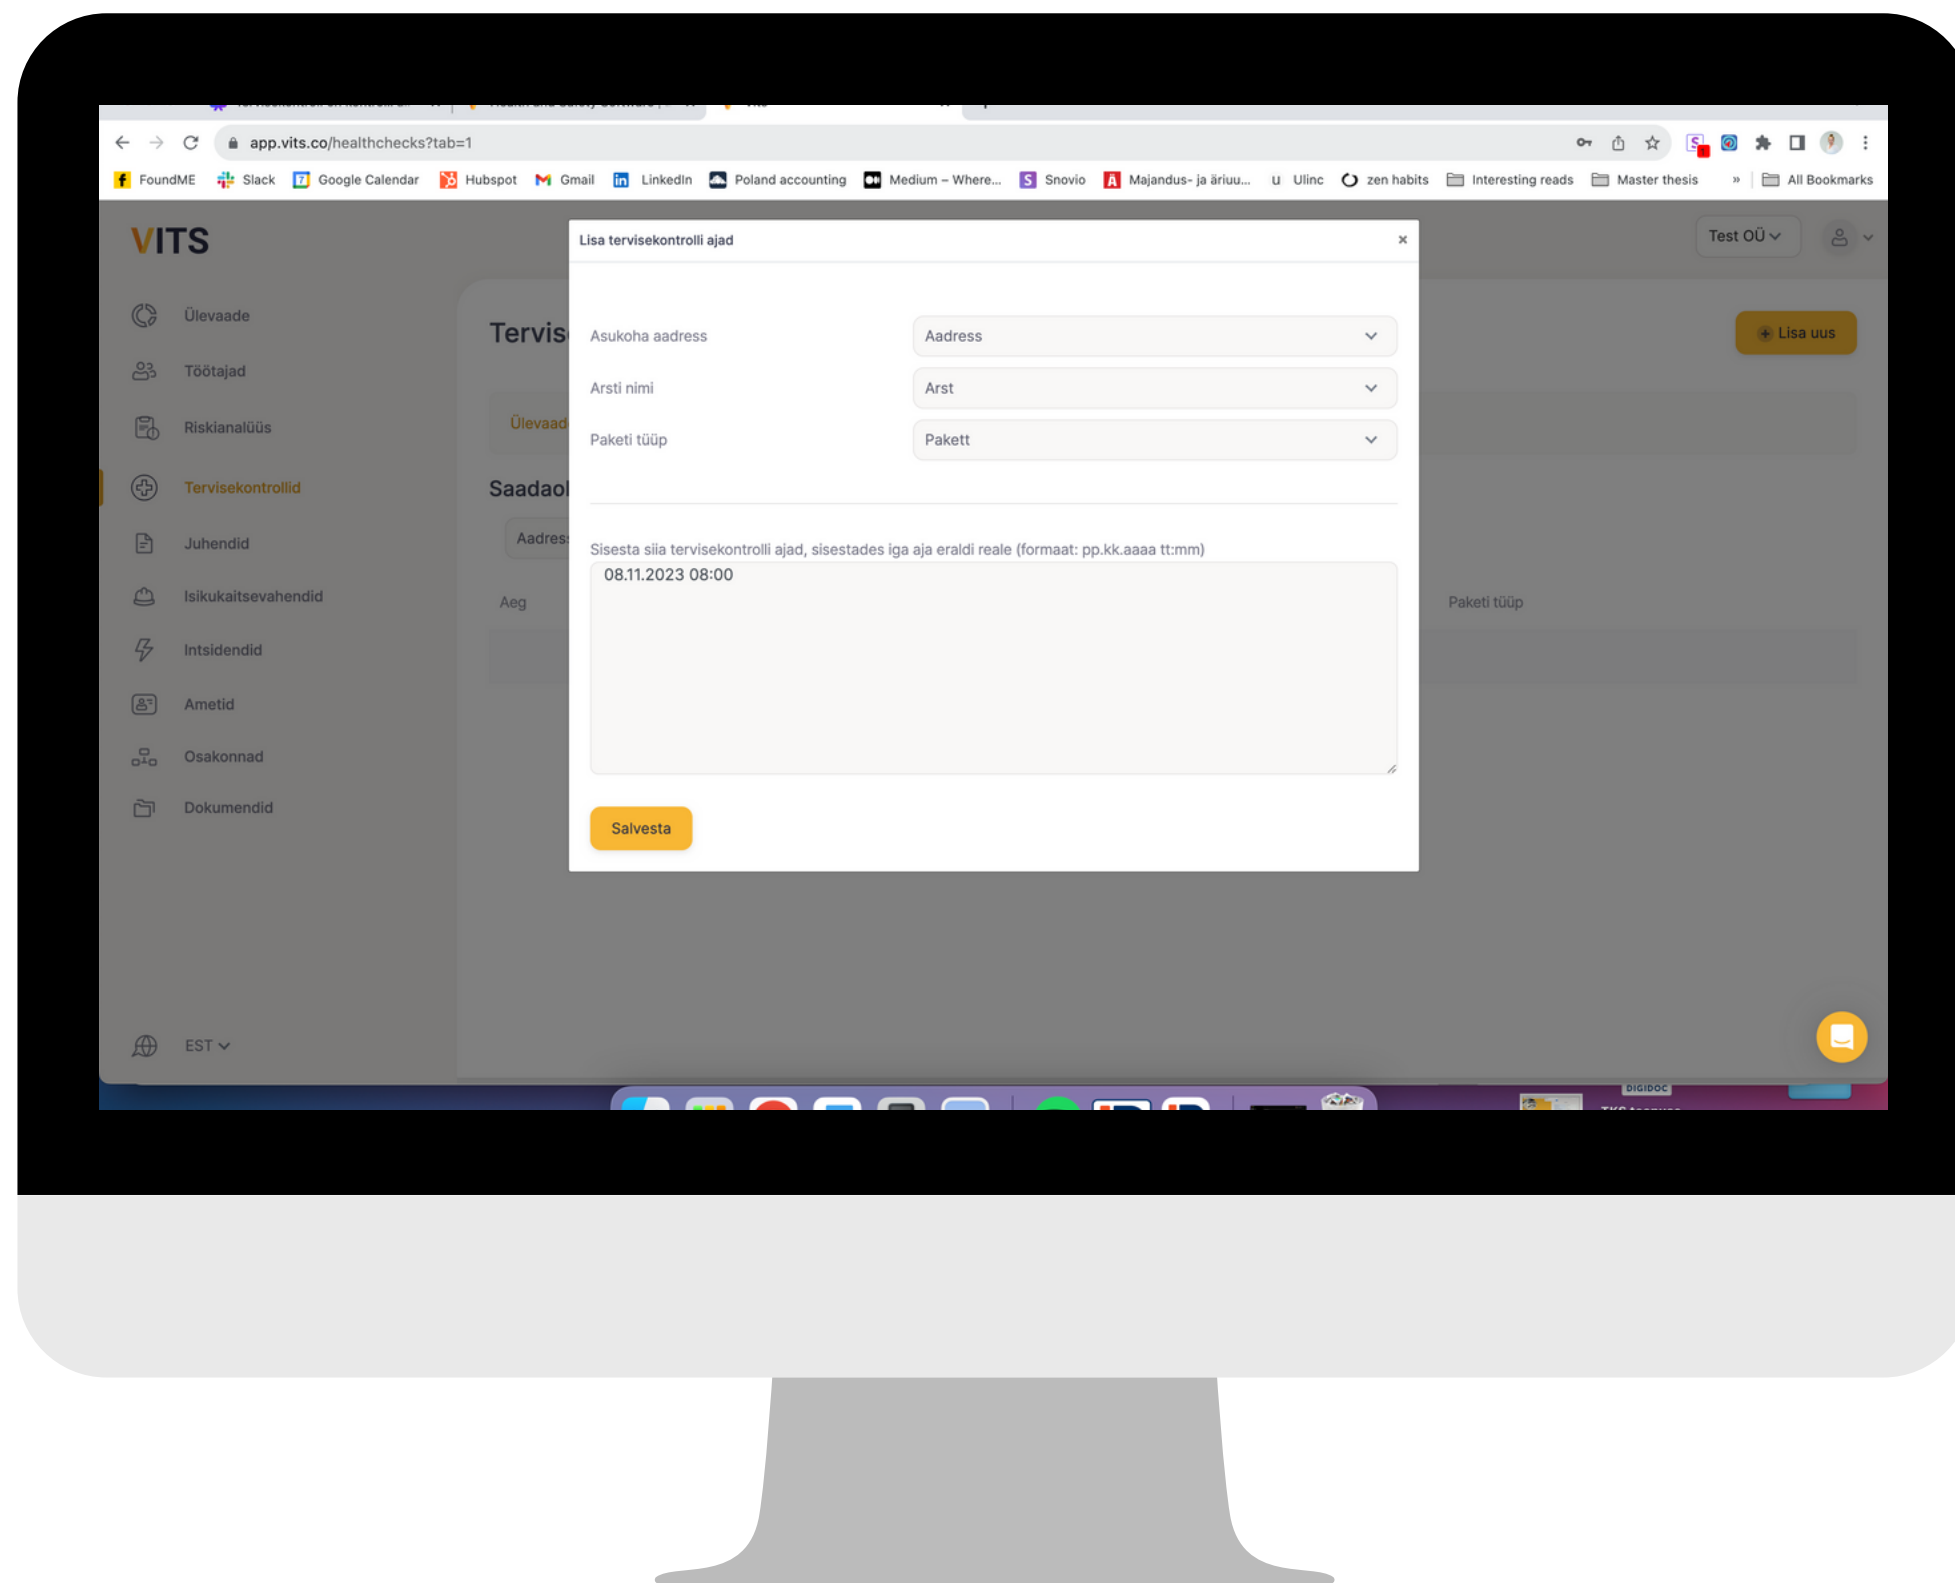 app.vits.co/healthchecks?tab=1
FoundME Slack Google Calendar Hubspot Gmail LinkedIn Poland accounting Medium – Where... Snovio Majandus- ja äriuu... U Ulinc zen habits Interesting reads Master thesis » All Bookmarks
VITS
Test OÜ
Ülevaade
Töötajad
Riskianalüüs
Tervisekontrollid
Juhendid
Isikukaitsevahendid
Intsidendid
Ametid
Osakonnad
Dokumendid
EST
Lisa uus
Aeg
Paketi tüüp
Lisa tervisekontrolli ajad
Asukoha aadress Aadress
Arsti nimi Arst
Paketi tüüp Pakett
Sisesta siia tervisekontrolli ajad, sisestades iga aja eraldi reale (formaat: pp.kk.aaaa tt:mm)
08.11.2023 08:00
Salvesta
DIGIDOC